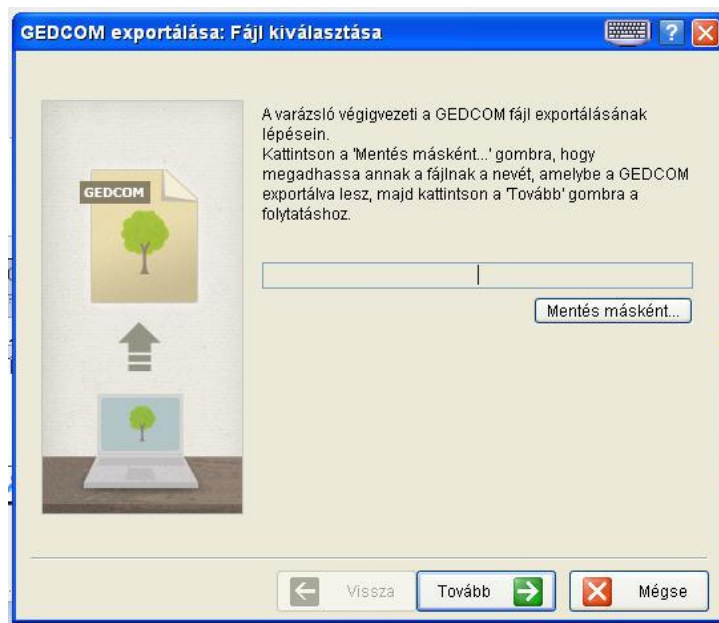 GEDCOM exportálása: Fájl kiválasztása
GEDCOM
A varázsló végigvezeti a GEDCOM fájl exportálásának
lépésein.
Kattintson a 'Mentés másként...' gombra, hogy
megadhassa annak a fájlnak a nevét, amelybe a GEDCOM
exportálva lesz, majd kattintson a 'Tovább' gombra a
folytatáshoz.
Mentés másként...
Vissza
Tovább
Mégse